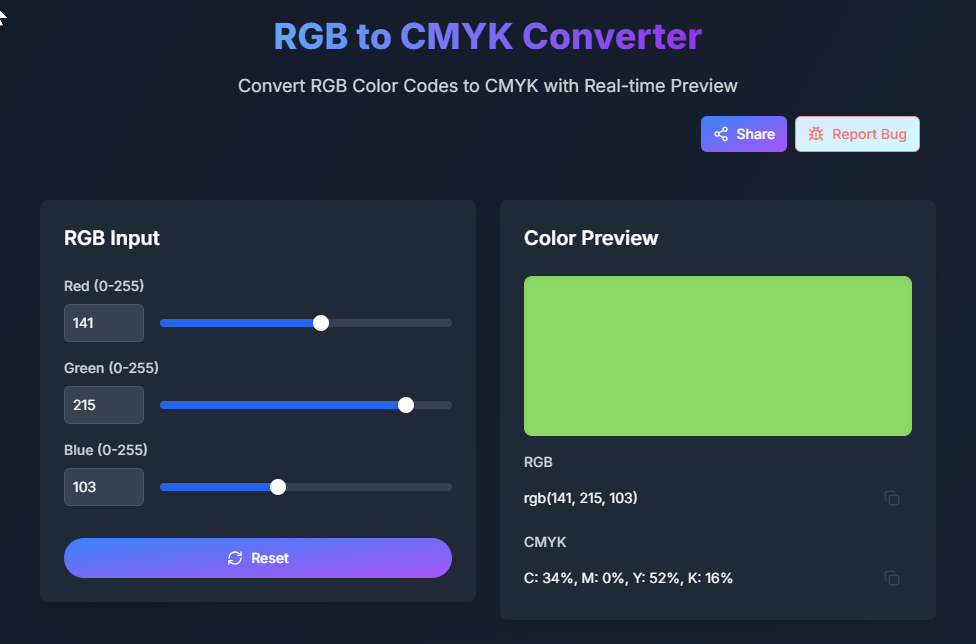 RGB to CMYK Converter
Convert RGB Color Codes to CMYK with Real-time Preview
Share
Report Bug
RGB Input
Red (0-255)
141
Green (0-255)
215
Blue (0-255)
103
Reset
Color Preview
RGB
rgb(141, 215, 103)
CMYK
C: 34%, M: 0%, Y: 52%, K: 16%